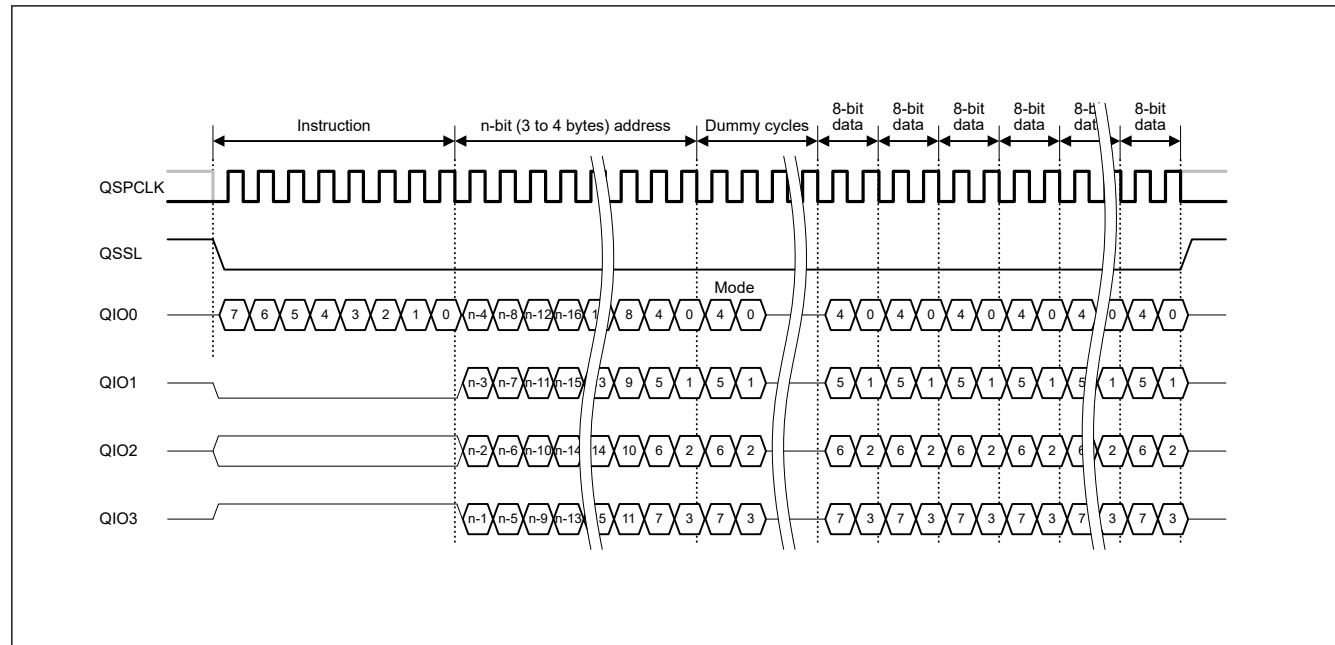 8-bit data 8-bit data 8-bit data 8-bit data 8-bit data
Instruction n-bit (3 to 4 bytes) address Dummy cycles
QSPCLK
QSSL
Mode
QIO0 7 6 5 4 3 2 1 0 n-4 n-8 n-12 n-16 8 4 0 4 0 4 0 4 0 4 0 4 0 4 0 4 0
QIO1 n-3 n-7 n-11 n-15 9 5 1 5 1 5 1 5 1 5 1 5 1 5 1 5 1
QIO2 n-2 n-6 n-10 n-14 14 10 6 2 6 2 6 2 6 2 6 2 6 2 6 2 6 2
QIO3 n-1 n-5 n-9 n-13 11 7 3 7 3 7 3 7 3 7 3 7 3 7 3 7 3